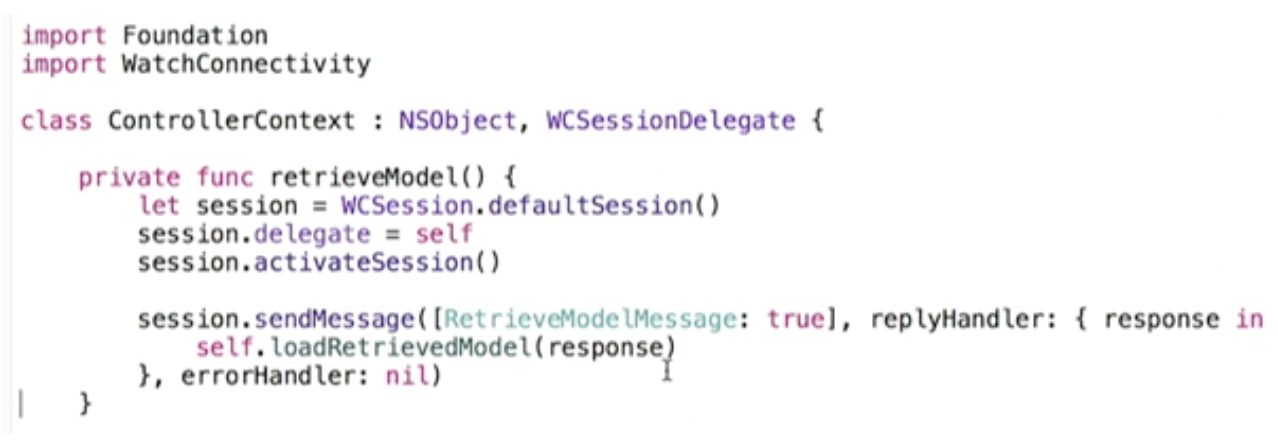 import Foundation
import WatchConnectivity
class ControllerContext : NSObject, WCSessionDelegate {
private func retrieveModel() {
let session = WCSession.defaultSession()
session.delegate = self
session.activateSession()
session.sendMessage([RetrieveModelMessage: true], replyHandler: { response in
self.loadRetrievedModel(response)
}, errorHandler: nil)
}